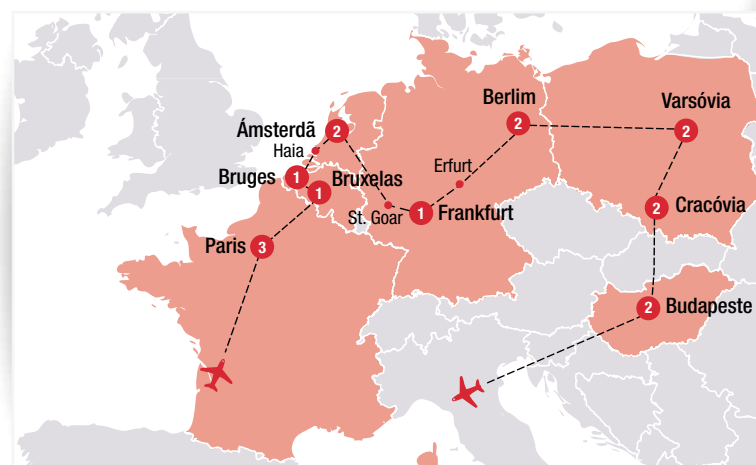 Berlim
2
Varsóvia
2
Ámsterdã
2
Haia
Erfurt
Bruges
1
Bruxelas
1
St. Goar
1
Frankfurt
2
Cracóvia
Paris
3
2
Budapeste